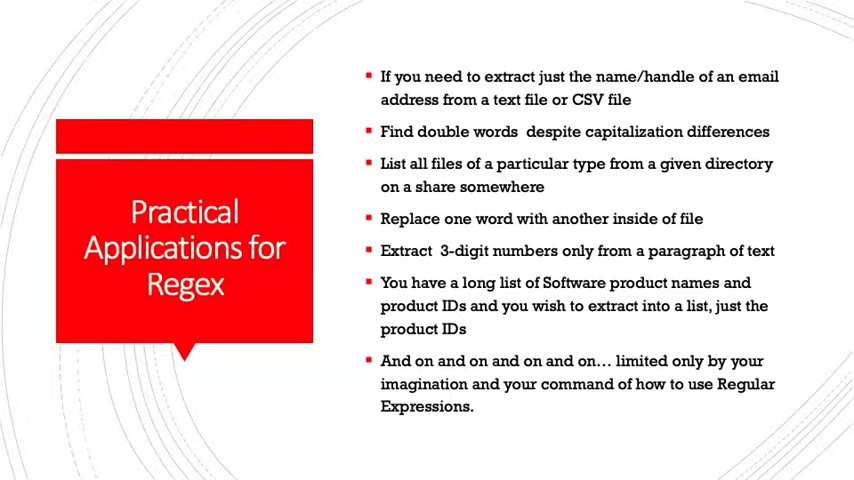 Practical
Applications for
Regex
If you need to extract just the name/handle of an email
address from a text file or CSV file
Find double words  despite capitalization differences
List all files of a particular type from a given directory
on a share somewhere
Replace one word with another inside of file
Extract  3-digit numbers only from a paragraph of text
You have a long list of Software product names and
product IDs and you wish to extract into a list, just the
product IDs
And on and on and on and on… limited only by your
imagination and your command of how to use Regular
Expressions.